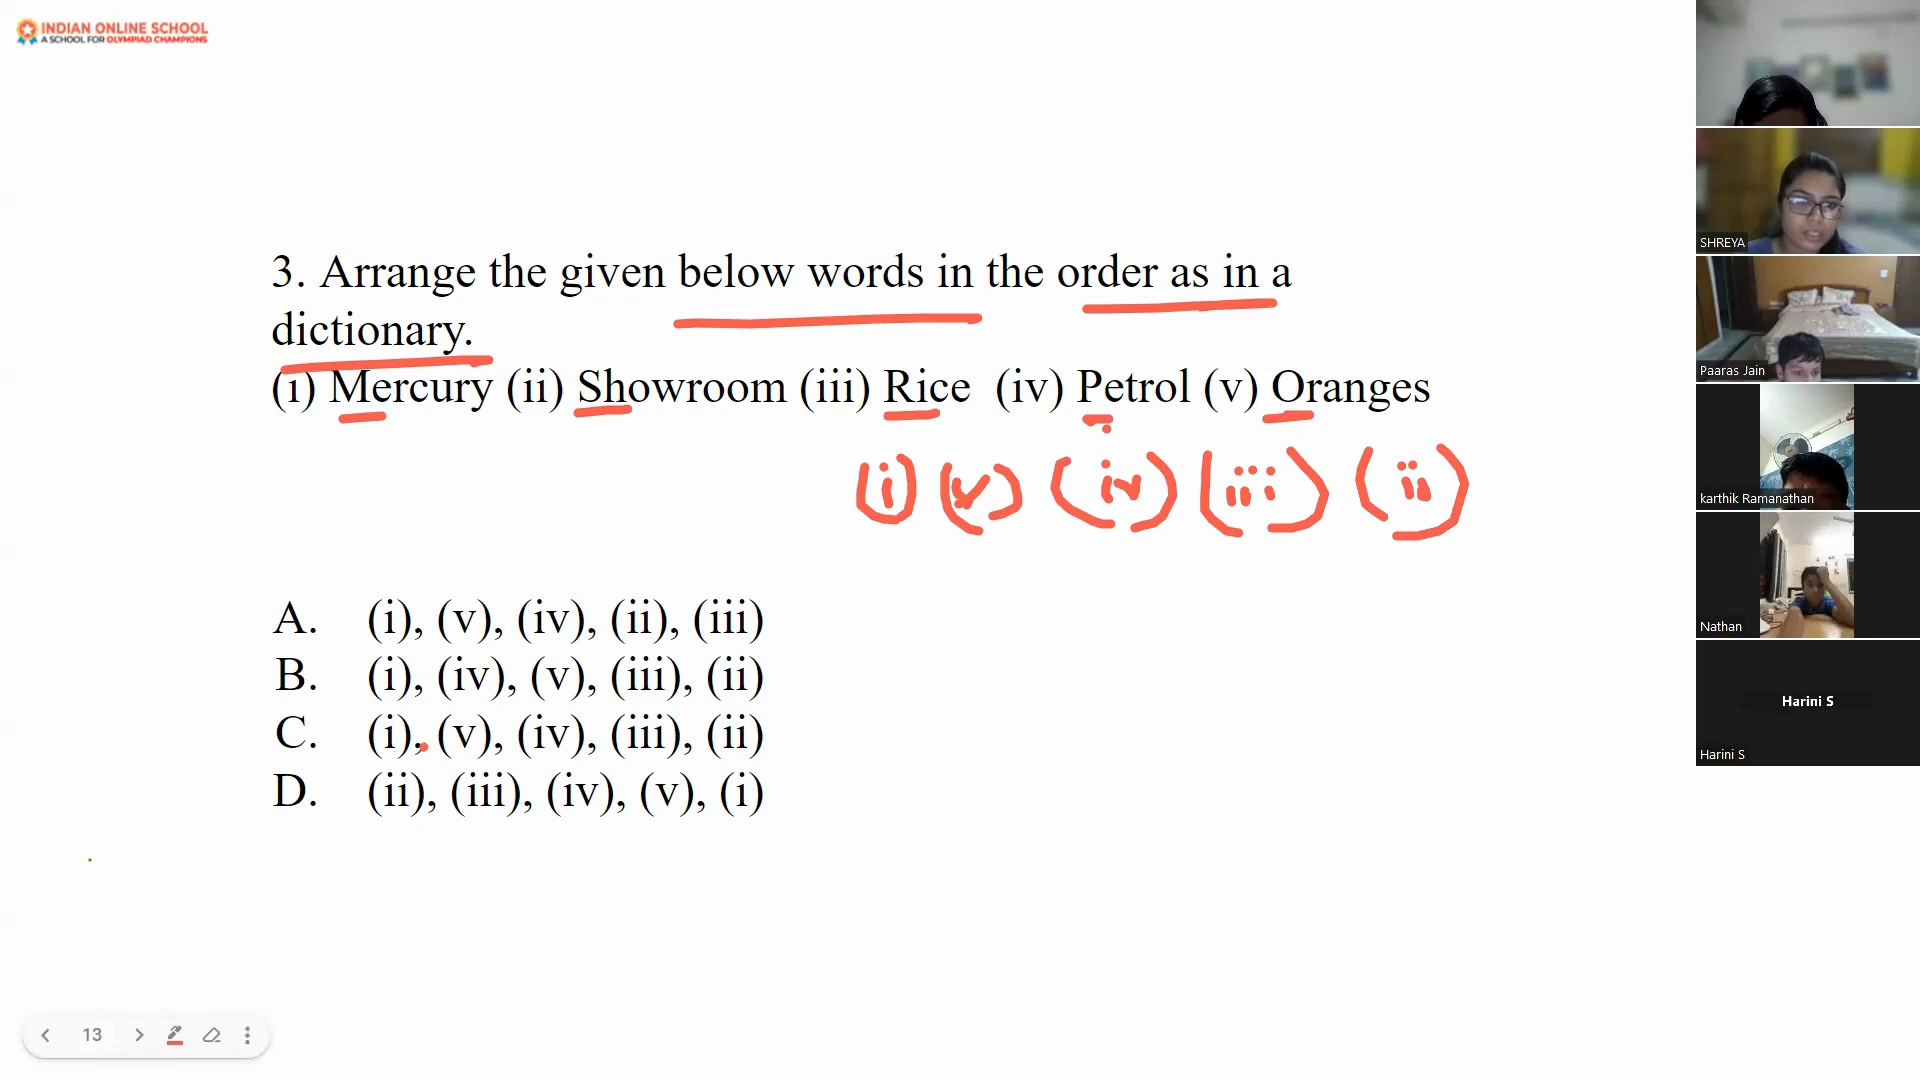 INDIAN ONLINE SCHOOL
A SCHOOL FOR OLYMPIAD CHAMPIONS
3. Arrange the given below words in the order as in a
dictionary.
(i) Mercury (ii) Showroom (iii) Rice (iv) Petrol (v) Oranges
(i) (v) (iv) (iii) (ii)
A. (i), (v), (iv), (ii), (iii)
B. (i), (iv), (v), (iii), (ii)
C. (i), (v), (iv), (iii), (ii)
D. (ii), (iii), (iv), (v), (i)
13
SHREYA
Paaras Jain
karthik Ramanathan
Nathan
Harini S
Harini S